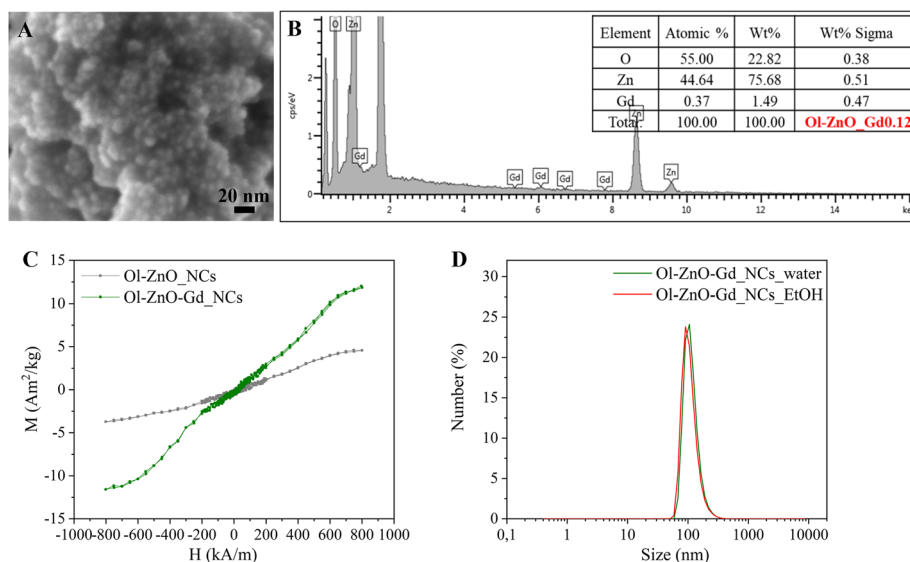 A
20 nm
B
O
Zn
Gd
Gd
Gd
Gd
Gd
Zn
Zn
cps/eV
0
1
2
2
4
6
8
10
12
14
ke
Element Atomic % Wt% Wt% Sigma
O 55.00 22.82 0.38
Zn 44.64 75.68 0.51
Gd 0.37 1.49 0.47
Total: 100.00 100.00 Ol-ZnO_Gd0.12
C
Ol-ZnO_NCs
Ol-ZnO-Gd_NCs
M (Am²/kg)
15
10
5
0
-5
-10
-15
-1000 -800 -600 -400 -200 0 200 400 600 800 1000
H (kA/m)
D
Ol-ZnO-Gd_NCs_water
Ol-ZnO-Gd_NCs_EtOH
Number (%)
30
25
20
15
10
5
0
0,1 1 10 100 1000 10000
Size (nm)